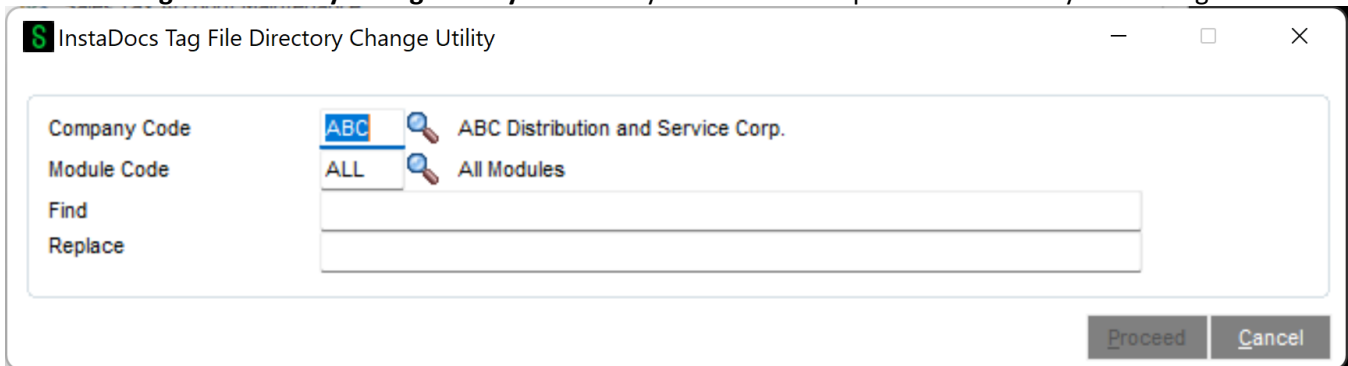 InstaDocs Tag File Directory Change Utility
Company Code ABC ABC Distribution and Service Corp.
Module Code ALL All Modules
Find
Replace
Proceed Cancel